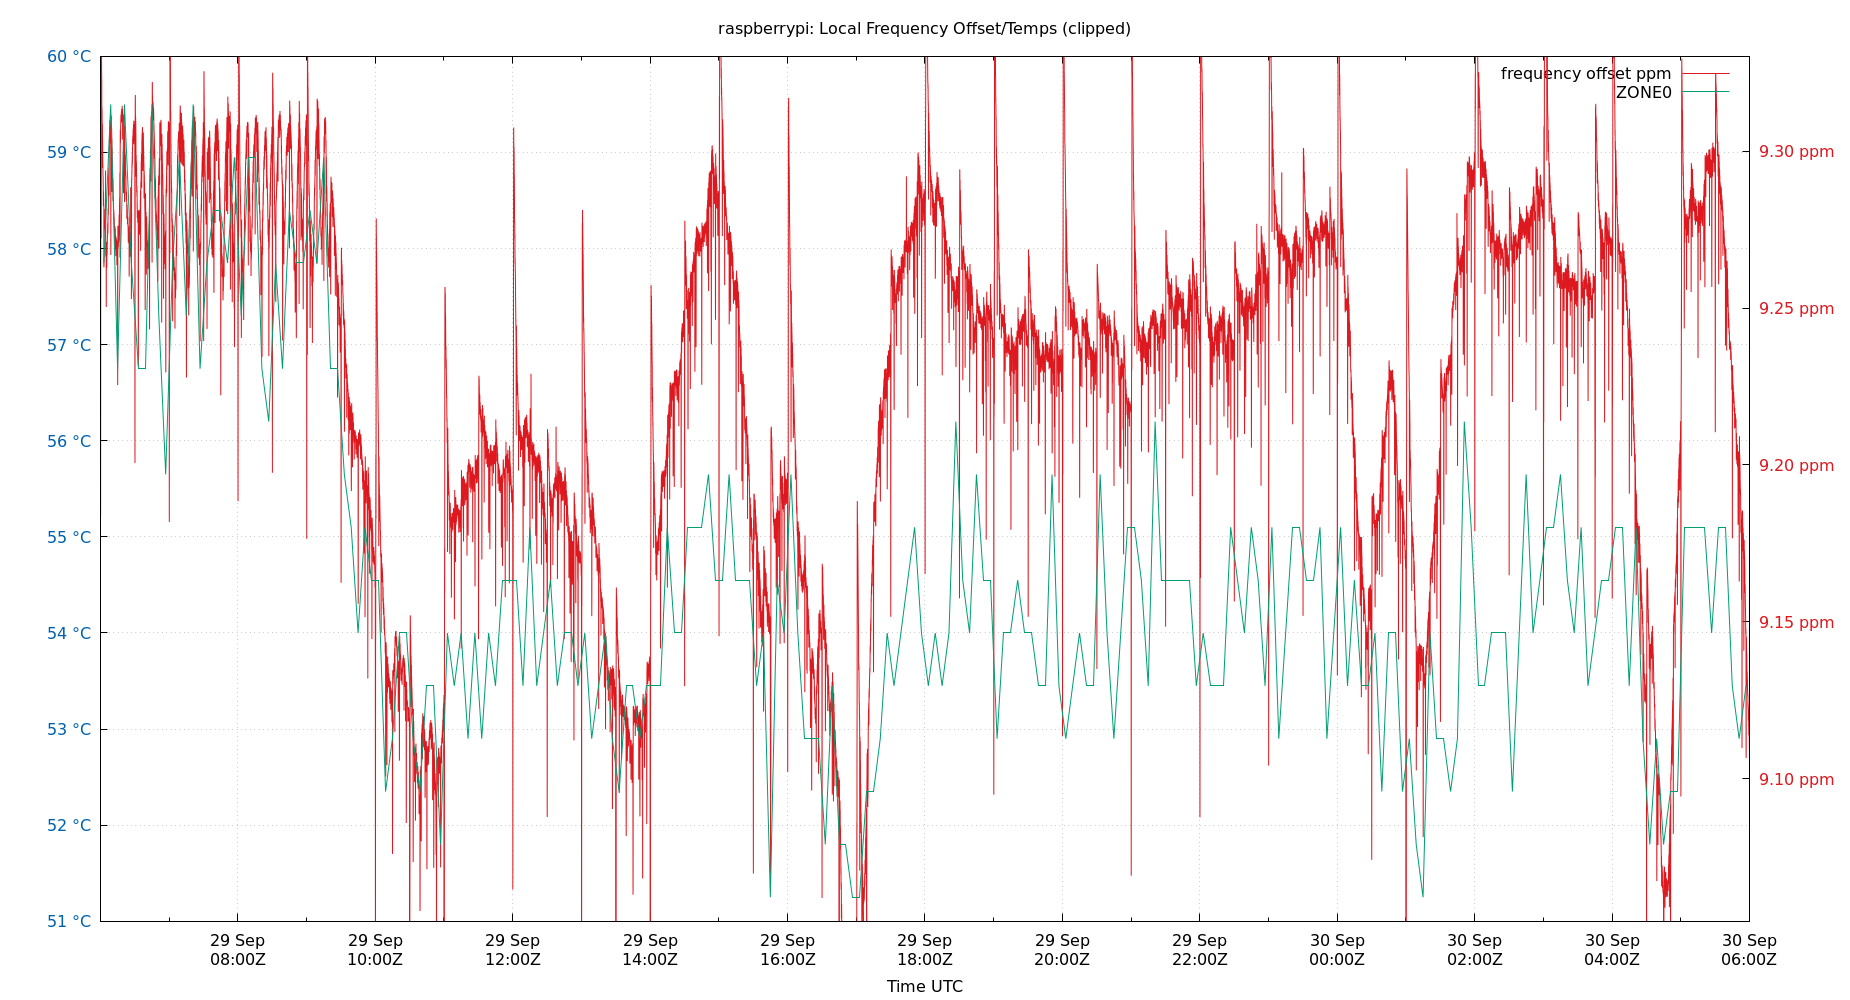 raspberrypi: Local Frequency Offset/Temps (clipped)
frequency offset ppm
ZONE0
60 °C
59 °C
58 °C
57 °C
56 °C
55 °C
54 °C
53 °C
52 °C
51 °C
9.30 ppm
9.25 ppm
9.20 ppm
9.15 ppm
9.10 ppm
29 Sep 29 Sep 29 Sep 29 Sep 29 Sep 29 Sep 29 Sep 29 Sep 30 Sep 30 Sep 30 Sep 30 Sep
08:00Z 10:00Z 12:00Z 14:00Z 16:00Z 18:00Z 20:00Z 22:00Z 00:00Z 02:00Z 04:00Z 06:00Z
Time UTC